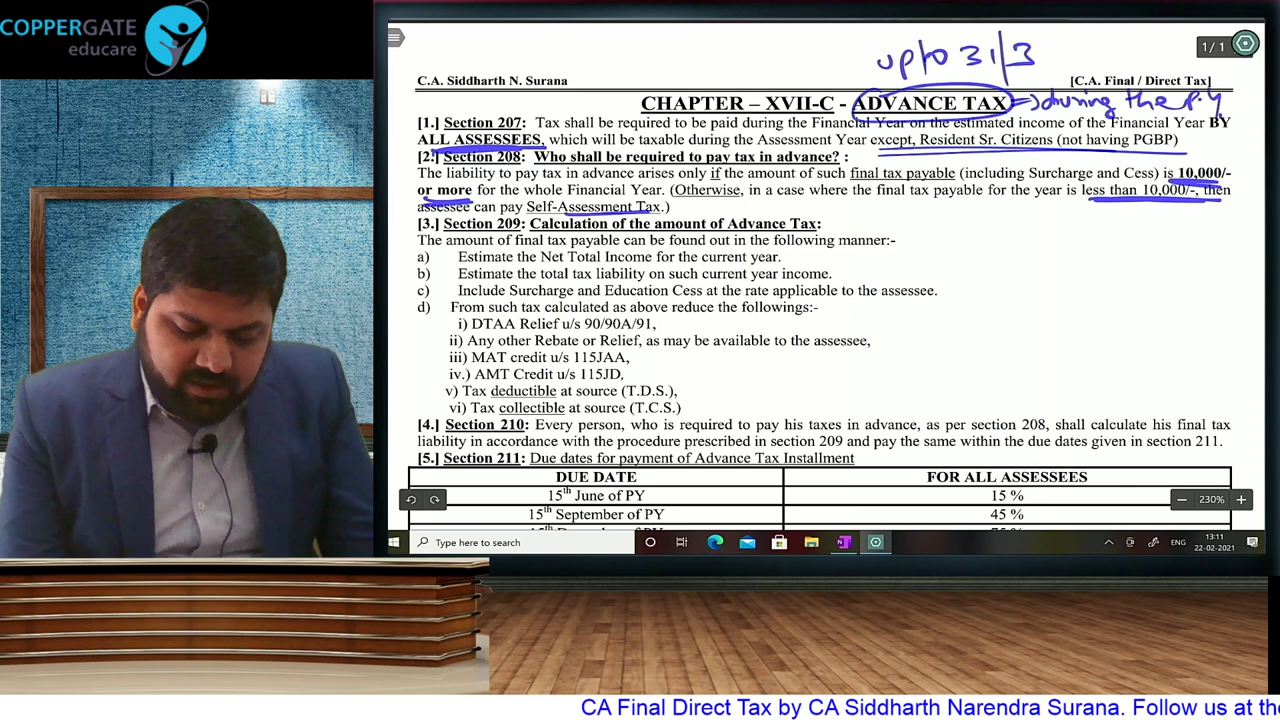 COPPERGATE
educare
upto 31/3
1/1
C.A. Siddharth N. Surana [C.A. Final / Direct Tax]
CHAPTER – XVII-C - ADVANCE TAX => during the P.Y.
[1.] Section 207: Tax shall be required to be paid during the Financial Year on the estimated income of the Financial Year BY
ALL ASSESSEES, which will be taxable during the Assessment Year except, Resident Sr. Citizens (not having PGBP)
[2.] Section 208: Who shall be required to pay tax in advance? :
The liability to pay tax in advance arises only if the amount of such final tax payable (including Surcharge and Cess) is 10,000/-
or more for the whole Financial Year. (Otherwise, in a case where the final tax payable for the year is less than 10,000/-, then
assessee can pay Self-Assessment Tax.)
[3.] Section 209: Calculation of the amount of Advance Tax:
The amount of final tax payable can be found out in the following manner:-
a) Estimate the Net Total Income for the current year.
b) Estimate the total tax liability on such current year income.
c) Include Surcharge and Education Cess at the rate applicable to the assessee.
d) From such tax calculated as above reduce the followings:-
i) DTAA Relief u/s 90/90A/91,
ii) Any other Rebate or Relief, as may be available to the assessee,
iii) MAT credit u/s 115JAA,
iv.) AMT Credit u/s 115JD,
v) Tax deductible at source (T.D.S.),
vi) Tax collectible at source (T.C.S.)
[4.] Section 210: Every person, who is required to pay his taxes in advance, as per section 208, shall calculate his final tax
liability in accordance with the procedure prescribed in section 209 and pay the same within the due dates given in section 211.
[5.] Section 211: Due dates for payment of Advance Tax Installment
DUE DATE FOR ALL ASSESSEES
15th June of PY 15 %
15th September of PY 45 %
230%
Type here to search
ENG
13:11
22-02-2021
CA Final Direct Tax by CA Siddharth Narendra Surana. Follow us at the